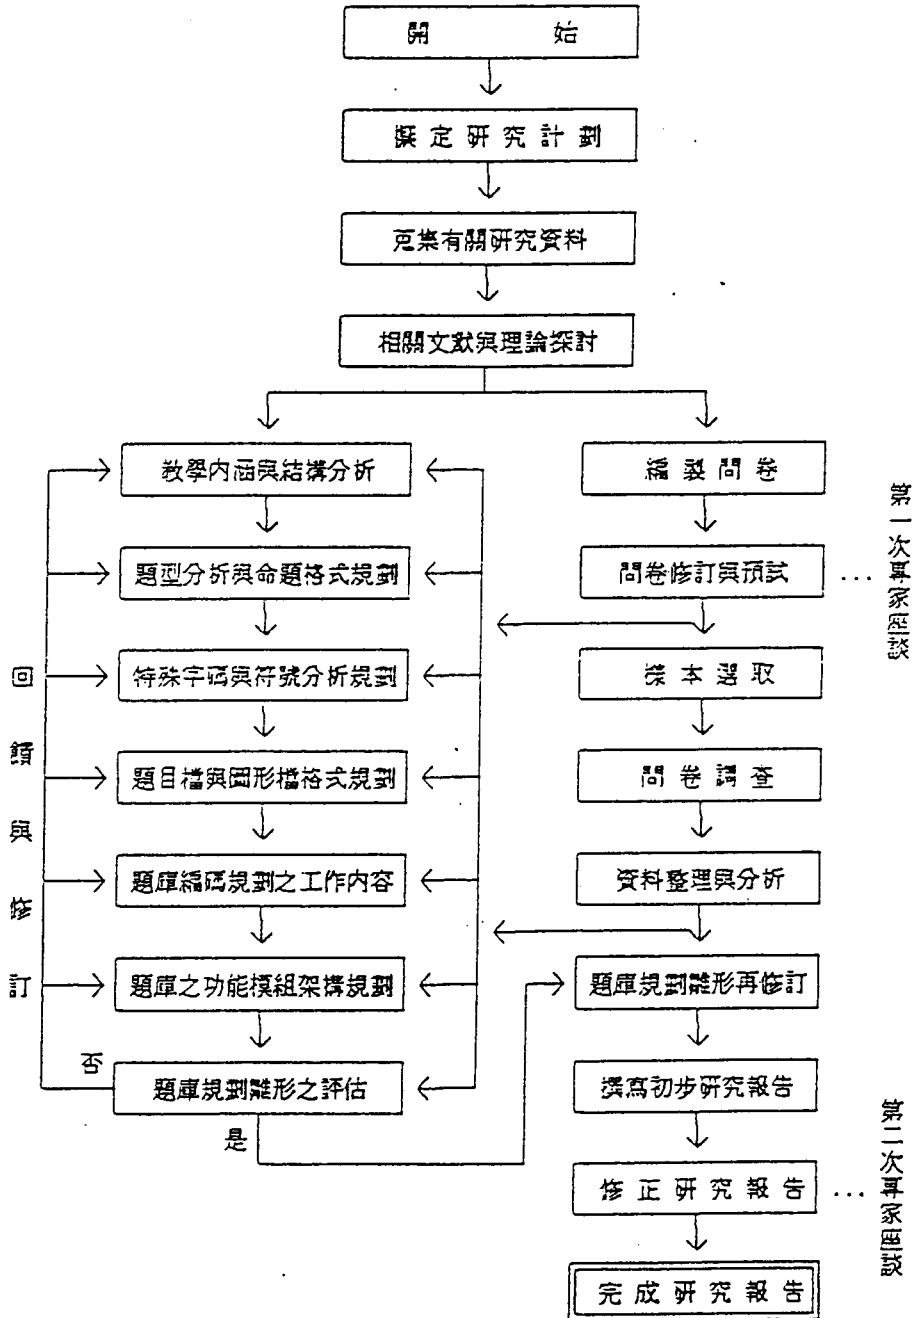 開始
擬定研究計劃
蒐集有關研究資料
相關文獻與理論探討
教學內涵與結構分析
題型分析與命題格式規劃
特殊字碼與符號分析規劃
題目檔與圖形檔格式規劃
題庫編碼規劃之工作內容
題庫之功能模組架構規劃
題庫規劃雛形之評估
否
是
回饋與修訂
編製問卷
問卷修訂與預試
...
第一次專家座談
樣本選取
問卷調查
資料整理與分析
題庫規劃雛形再修訂
撰寫初步研究報告
修正研究報告
...
第二次專家座談
完成研究報告